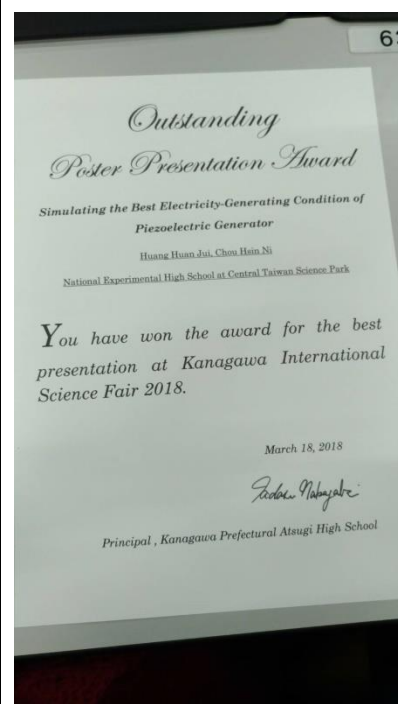 63
Outstanding
Poster Presentation Award
Simulating the Best Electricity-Generating Condition of
Piezoelectric Generator
Huang Huan Jui, Chou Hsin Ni
National Experimental High School at Central Taiwan Science Park
You have won the award for the best
presentation at Kanagawa International
Science Fair 2018.
March 18, 2018
Principal , Kanagawa Prefectural Atsugi High School